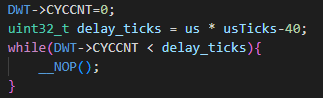 DWT->CYCCNT=0;
uint32_t delay_ticks = us * usTicks-40;
while(DWT->CYCCNT < delay_ticks){
    __NOP();
}